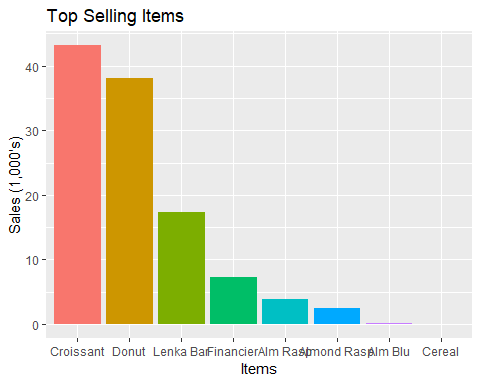 Top Selling Items
Sales (1,000's)
40
30
20
10
0
Croissant Donut Lenka Bar Financier Alm Rasp Almond Rasp Alm Blu Cereal
Items